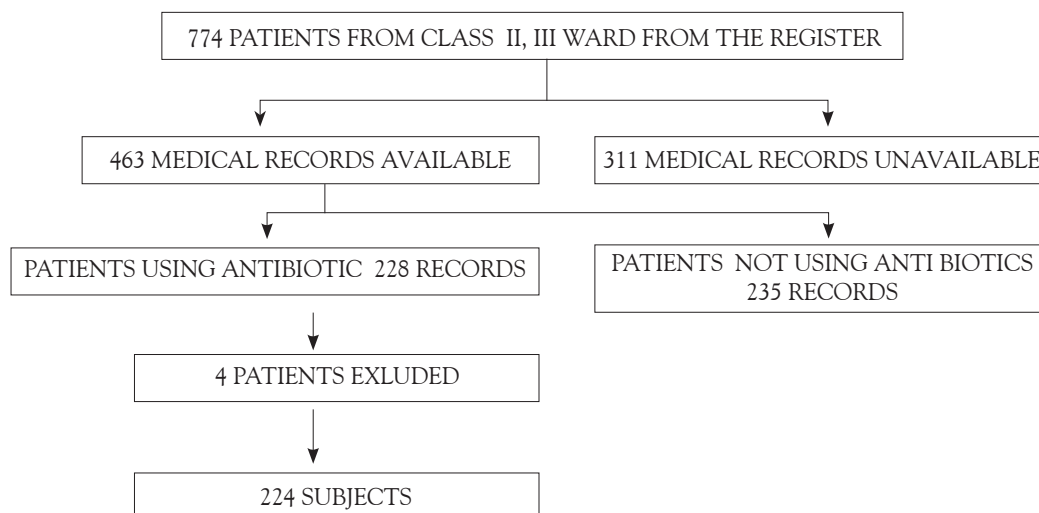 774 PATIENTS FROM CLASS II, III WARD FROM THE REGISTER
463 MEDICAL RECORDS AVAILABLE
311 MEDICAL RECORDS UNAVAILABLE
PATIENTS USING ANTIBIOTIC 228 RECORDS
PATIENTS NOT USING ANTI BIOTICS
235 RECORDS
4 PATIENTS EXLUDED
224 SUBJECTS